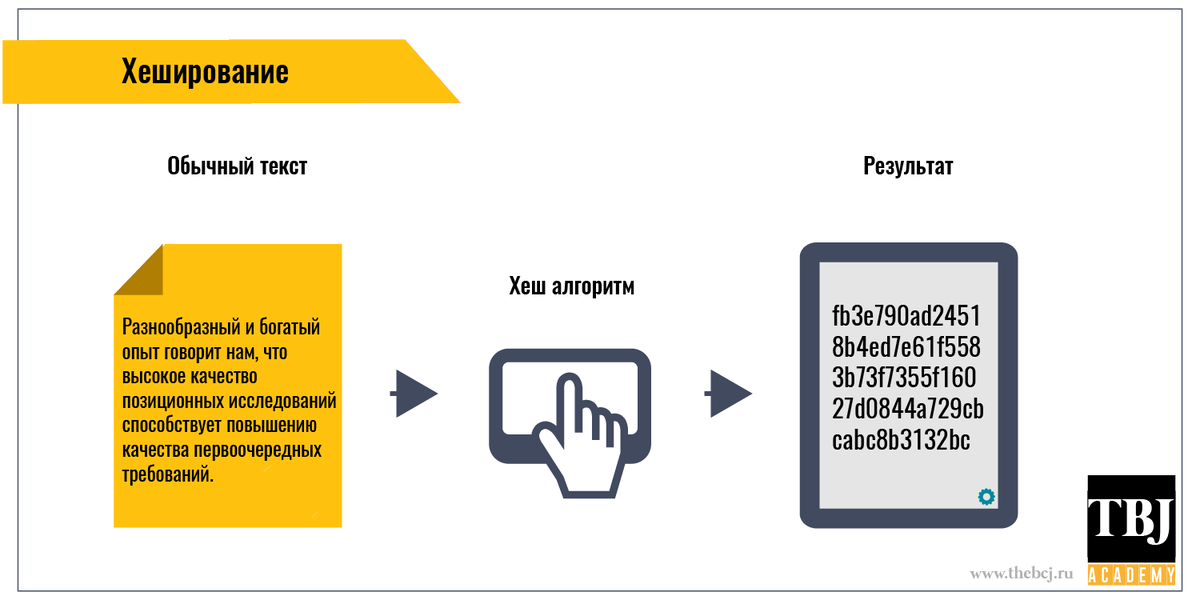 Хеширование
Обычный текст
Результат
Хеш алгоритм
Разнообразный и богатый
опыт говорит нам, что
высокое качество
позиционных исследований
способствует повышению
качества первоочередных
требований.
fb3e790ad2451
8b4ed7e61f558
3b73f7355f160
27d0844a729cb
cabc8b3132bc
TBJ
ACADEMY
www.thebcj.ru